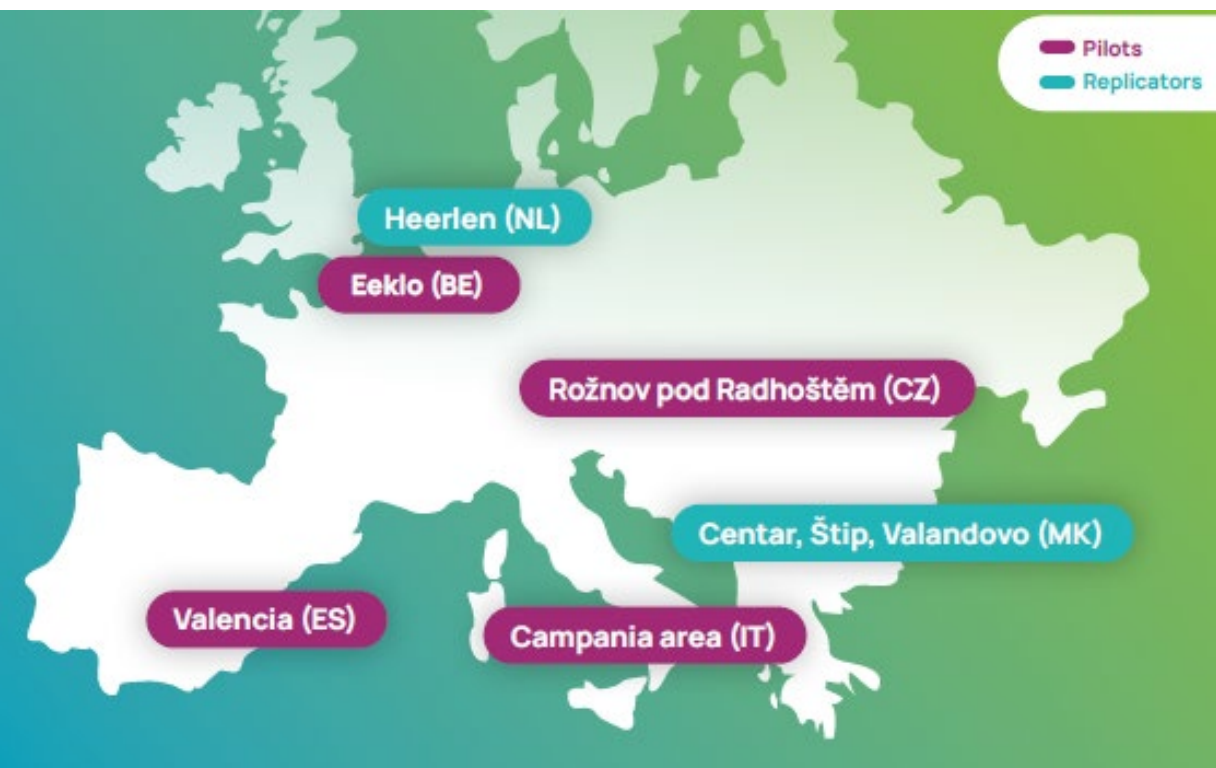 Pilots
Replicators
Heerlen (NL)
Eeklo (BE)
Rožnov pod Radhoštěm (CZ)
Centar, Štip, Valandovo (MK)
Valencia (ES)
Campania area (IT)